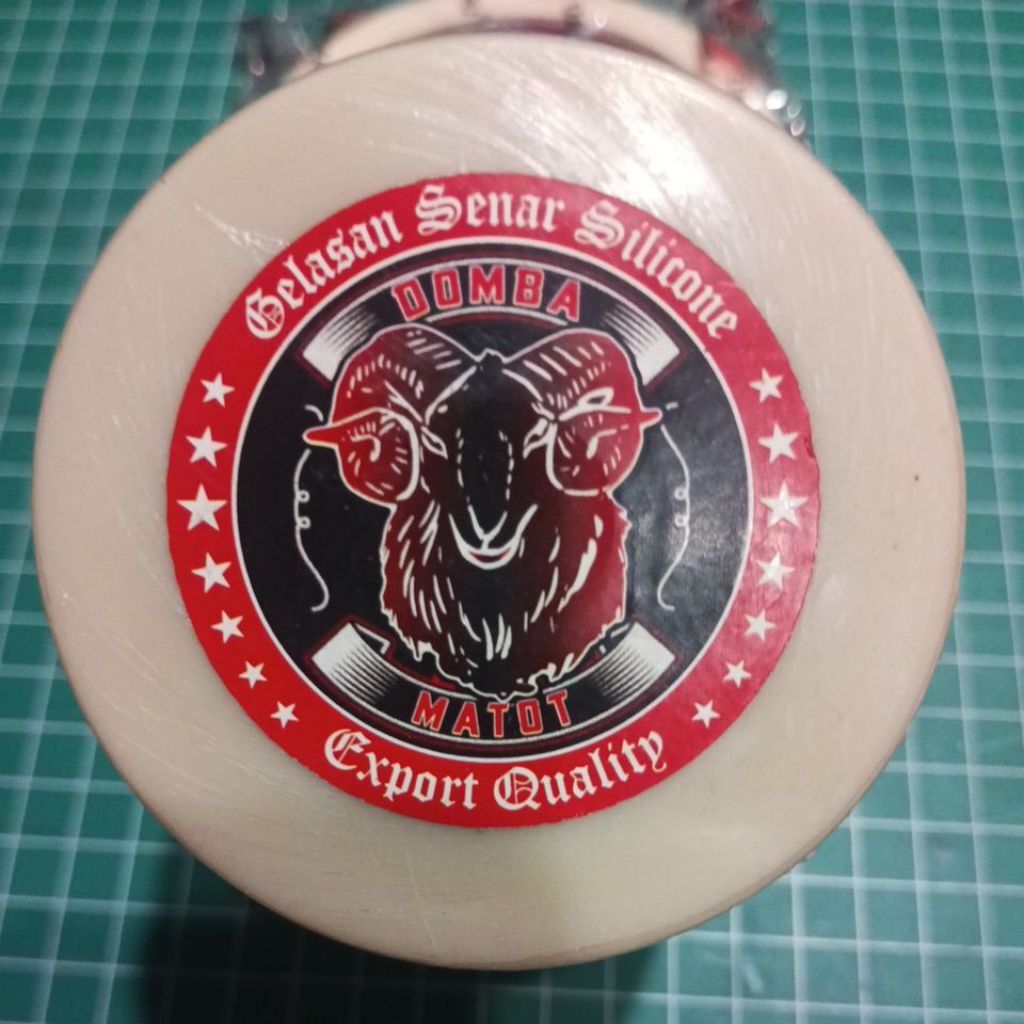 Gelasan Senar Silicone
DOMBA
MATOT
Export Quality